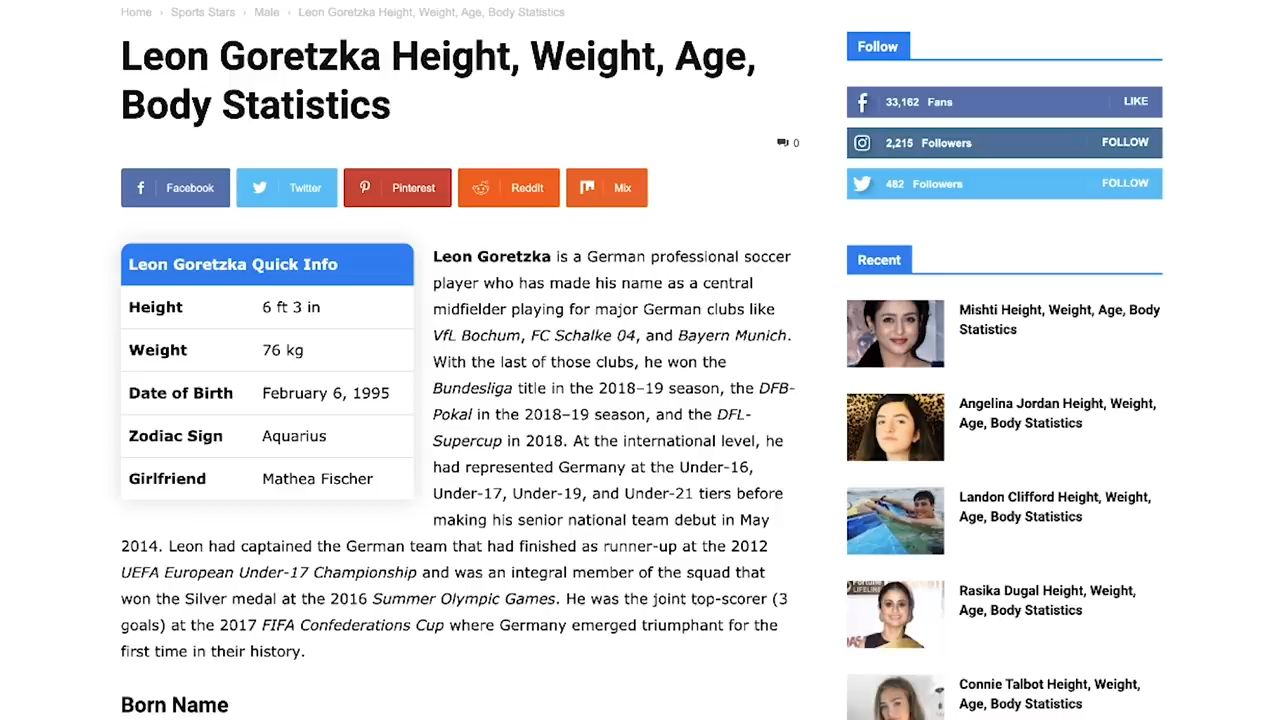 Home › Sports Stars › Male › Leon Goretzka Height, Weight, Age, Body Statistics
Leon Goretzka Height, Weight, Age,
Body Statistics
0
Facebook
Twitter
Pinterest
ReddIt
Mix
Leon Goretzka Quick Info
Height 6 ft 3 in
Weight 76 kg
Date of Birth February 6, 1995
Zodiac Sign Aquarius
Girlfriend Mathea Fischer
Leon Goretzka is a German professional soccer
player who has made his name as a central
midfielder playing for major German clubs like
VfL Bochum, FC Schalke 04, and Bayern Munich.
With the last of those clubs, he won the
Bundesliga title in the 2018–19 season, the DFB-
Pokal in the 2018–19 season, and the DFL-
Supercup in 2018. At the international level, he
had represented Germany at the Under-16,
Under-17, Under-19, and Under-21 tiers before
making his senior national team debut in May
2014. Leon had captained the German team that had finished as runner-up at the 2012
UEFA European Under-17 Championship and was an integral member of the squad that
won the Silver medal at the 2016 Summer Olympic Games. He was the joint top-scorer (3
goals) at the 2017 FIFA Confederations Cup where Germany emerged triumphant for the
first time in their history.
Born Name
Follow
33,162 Fans LIKE
2,215 Followers FOLLOW
482 Followers FOLLOW
Recent
Mishti Height, Weight, Age, Body
Statistics
Angelina Jordan Height, Weight,
Age, Body Statistics
Landon Clifford Height, Weight,
Age, Body Statistics
Rasika Dugal Height, Weight,
Age, Body Statistics
Connie Talbot Height, Weight,
Age, Body Statistics